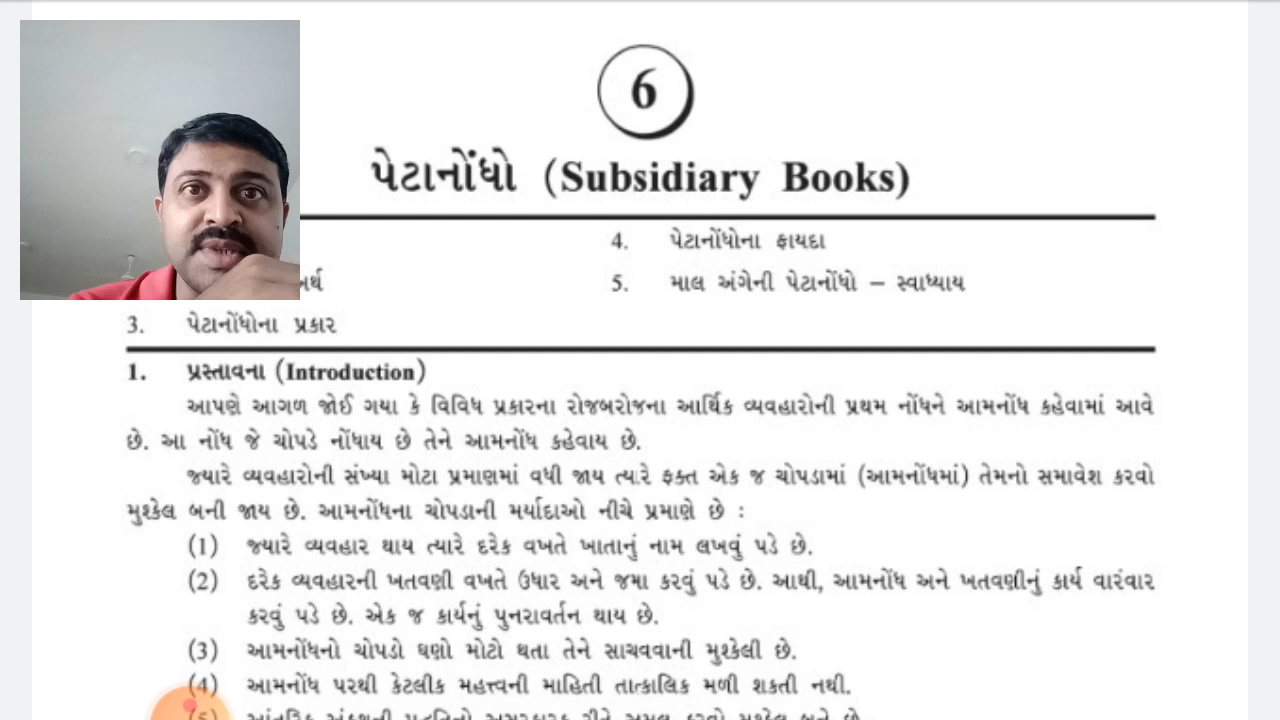 6
પેટાનોંધો (Subsidiary Books)
4. પેટાનોંધોના ફાયદા
5. માલ અંગેની પેટાનોંધો – સ્વાધ્યાય
3. પેટાનોંધોના પ્રકાર
1. પ્રસ્તાવના (Introduction)
આપણે આગળ જોઈ ગયા કે વિવિધ પ્રકારના રોજબરોજના આર્થિક વ્યવહારોની પ્રથમ નોંધને આમનોંધ કહેવામાં આવે
છે. આ નોંધ જે ચોપડે નોંધાય છે તેને આમનોંધ કહેવાય છે.
જ્યારે વ્યવહારોની સંખ્યા મોટા પ્રમાણમાં વધી જાય ત્યારે ફક્ત એક જ ચોપડામાં (આમનોંધમાં) તેમનો સમાવેશ કરવો
મુશ્કેલ બની જાય છે. આમનોંધના ચોપડાની મર્યાદાઓ નીચે પ્રમાણે છે :
(1) જ્યારે વ્યવહાર થાય ત્યારે દરેક વખતે ખાતાનું નામ લખવું પડે છે.
(2) દરેક વ્યવહારની ખતવણી વખતે ઉધાર અને જમા કરવું પડે છે. આથી, આમનોંધ અને ખતવણીનું કાર્ય વારંવાર
કરવું પડે છે. એક જ કાર્યનું પુનરાવર્તન થાય છે.
(3) આમનોંધનો ચોપડો ઘણો મોટો થતા તેને સાચવવાની મુશ્કેલી છે.
(4) આમનોંધ પરથી કેટલીક મહત્ત્વની માહિતી તાત્કાલિક મળી શકતી નથી.